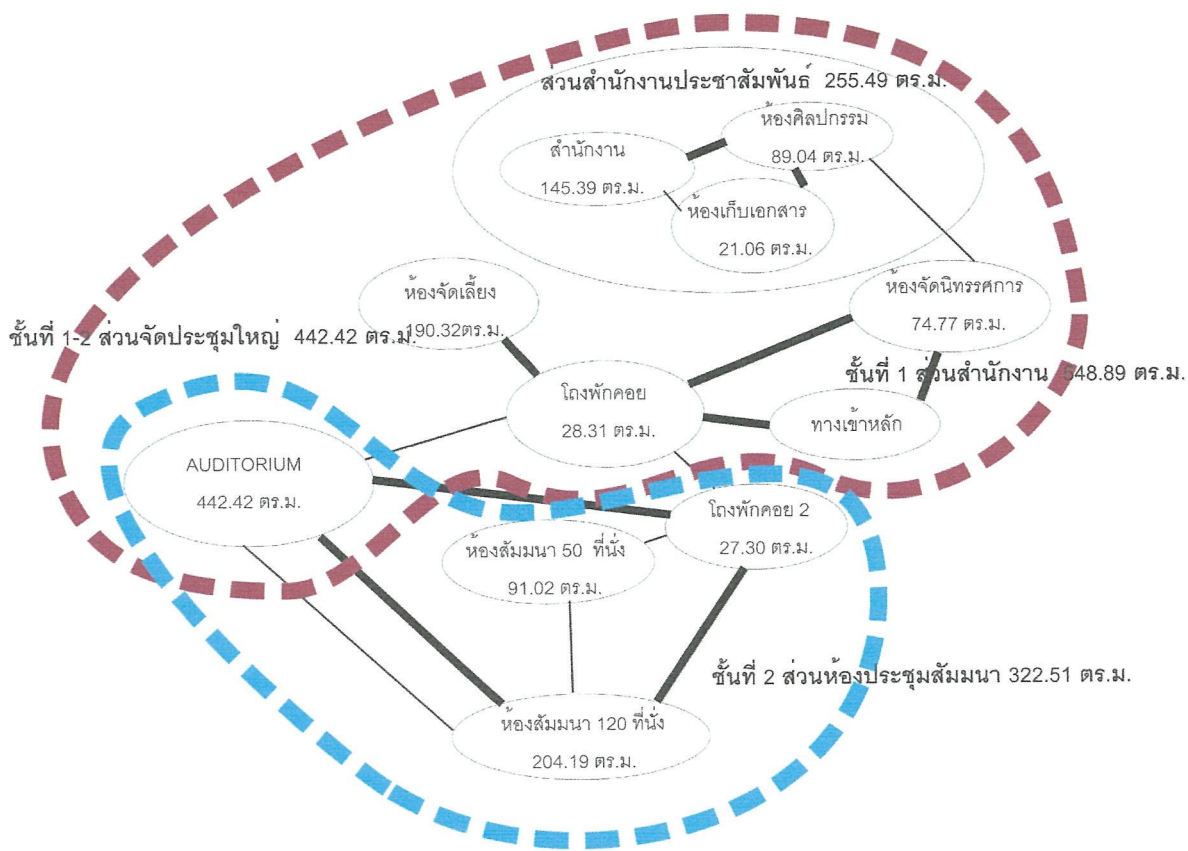 ส่วนสำนักงานประชาสัมพันธ์ 255.49 ตร.ม.
ห้องศิลปกรรม
89.04 ตร.ม.
สำนักงาน
145.39 ตร.ม.
ห้องเก็บเอกสาร
21.06 ตร.ม.
ห้องจัดเลี้ยง
190.32ตร.ม.
ห้องจัดนิทรรศการ
74.77 ตร.ม.
ชั้นที่ 1-2 ส่วนจัดประชุมใหญ่ 442.42 ตร.ม.
ชั้นที่ 1 ส่วนสำนักงาน 548.89 ตร.ม.
โถงพักคอย
28.31 ตร.ม.
ทางเข้าหลัก
AUDITORIUM
442.42 ตร.ม.
โถงพักคอย 2
27.30 ตร.ม.
ห้องสัมมนา 50 ที่นั่ง
91.02 ตร.ม.
ชั้นที่ 2 ส่วนห้องประชุมสัมมนา 322.51 ตร.ม.
ห้องสัมมนา 120 ที่นั่ง
204.19 ตร.ม.